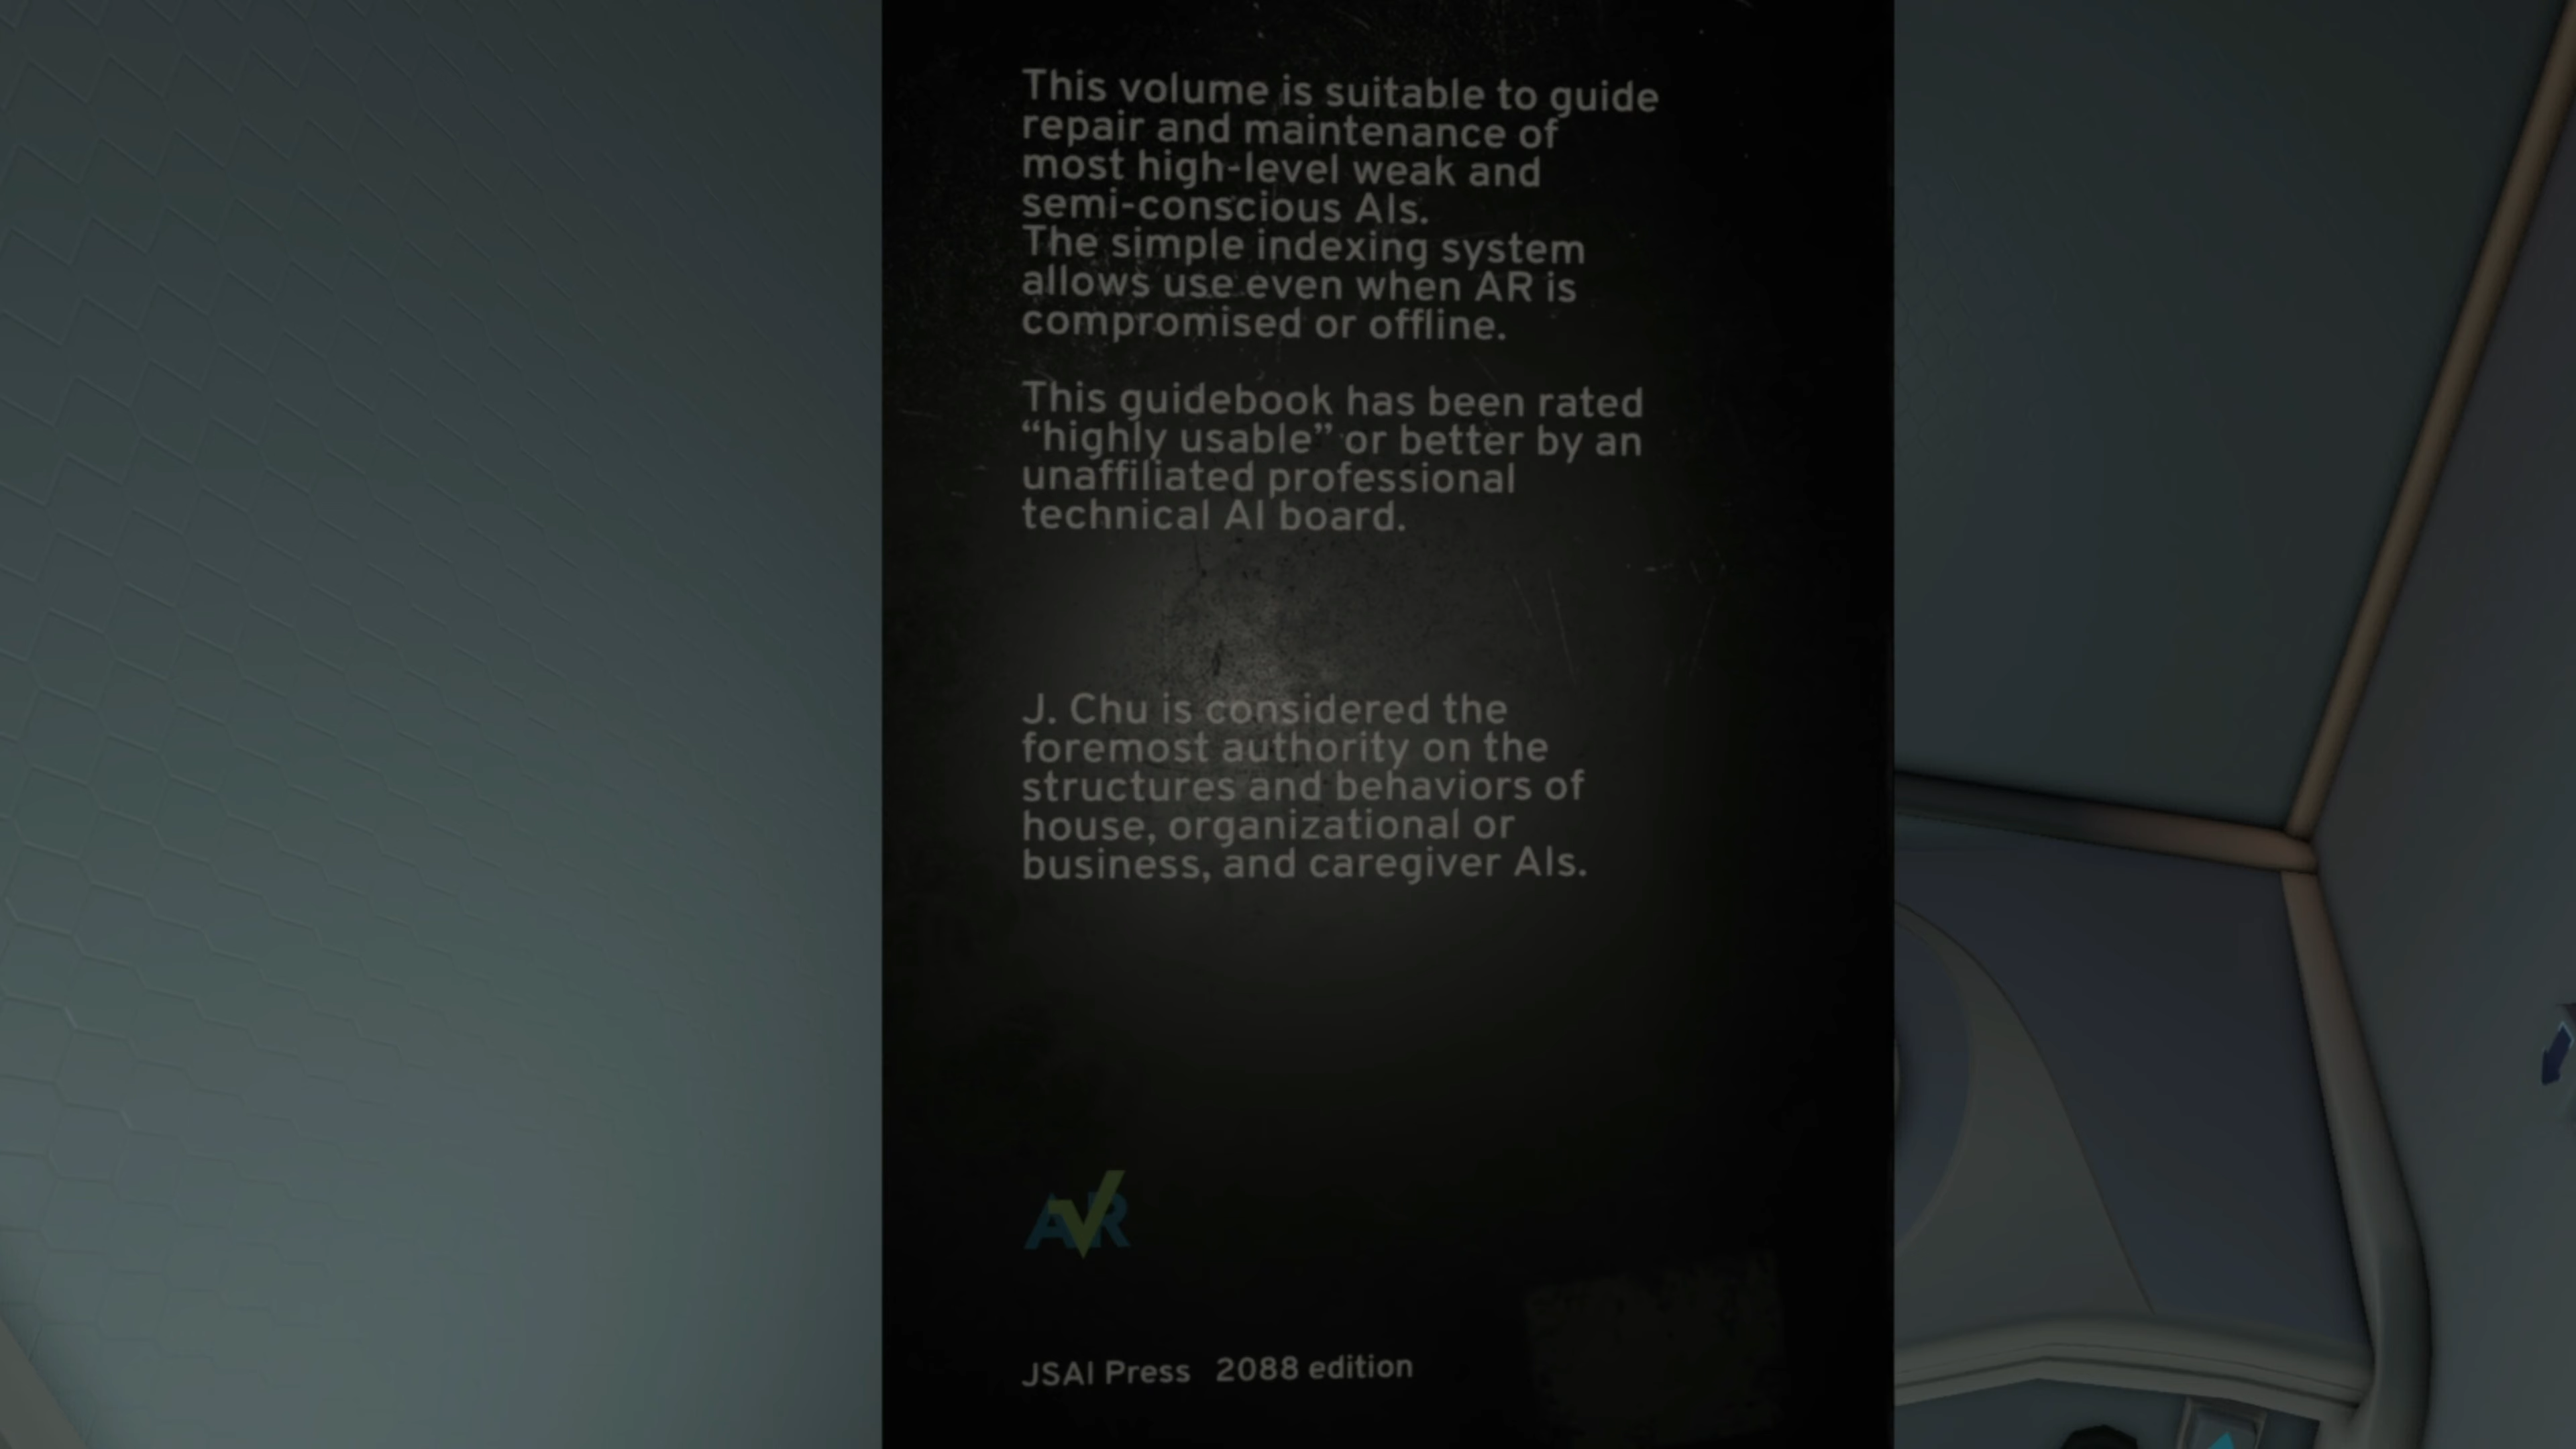 This volume is suitable to guide
repair and maintenance of
most high-level weak and
semi-conscious AIs.
The simple indexing system
allows use even when AR is
compromised or offline.
This guidebook has been rated
“highly usable” or better by an
unaffiliated professional
technical AI board.
J. Chu is considered the
foremost authority on the
structures and behaviors of
house, organizational or
business, and caregiver AIs.
AR
JSAI Press 2088 edition